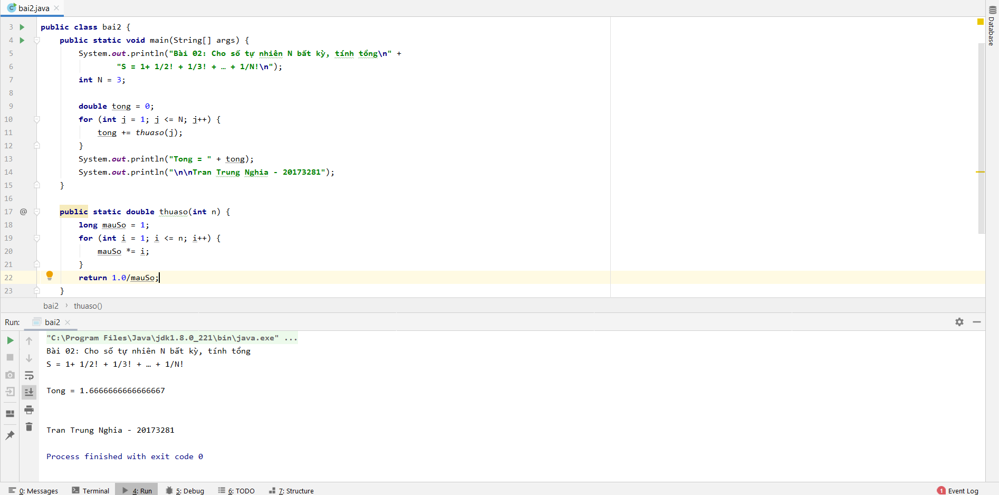 bai2.java
Database
3 public class bai2 {
4 public static void main(String[] args) {
5 System.out.println("Bài 02: Cho số tự nhiên N bất kỳ, tính tổng\n" +
6 "S = 1+ 1/2! + 1/3! + … + 1/N!\n");
7 int N = 3;
8
9 double tong = 0;
10 for (int j = 1; j <= N; j++) {
11 tong += thuaso(j);
12 }
13 System.out.println("Tong = " + tong);
14 System.out.println("\n\nTran Trung Nghia - 20173281");
15 }
16
17 @ public static double thuaso(int n) {
18 long mauSo = 1;
19 for (int i = 1; i <= n; i++) {
20 mauSo *= i;
21 }
22 return 1.0/mauSo;
23 }
bai2 › thuaso()
Run: bai2
"C:\Program Files\Java\jdk1.8.0_221\bin\java.exe" ...
Bài 02: Cho số tự nhiên N bất kỳ, tính tổng
S = 1+ 1/2! + 1/3! + … + 1/N!
Tong = 1.6666666666666667
Tran Trung Nghia - 20173281
Process finished with exit code 0
0: Messages Terminal 4: Run 5: Debug 6: TODO 7: Structure 1 Event Log